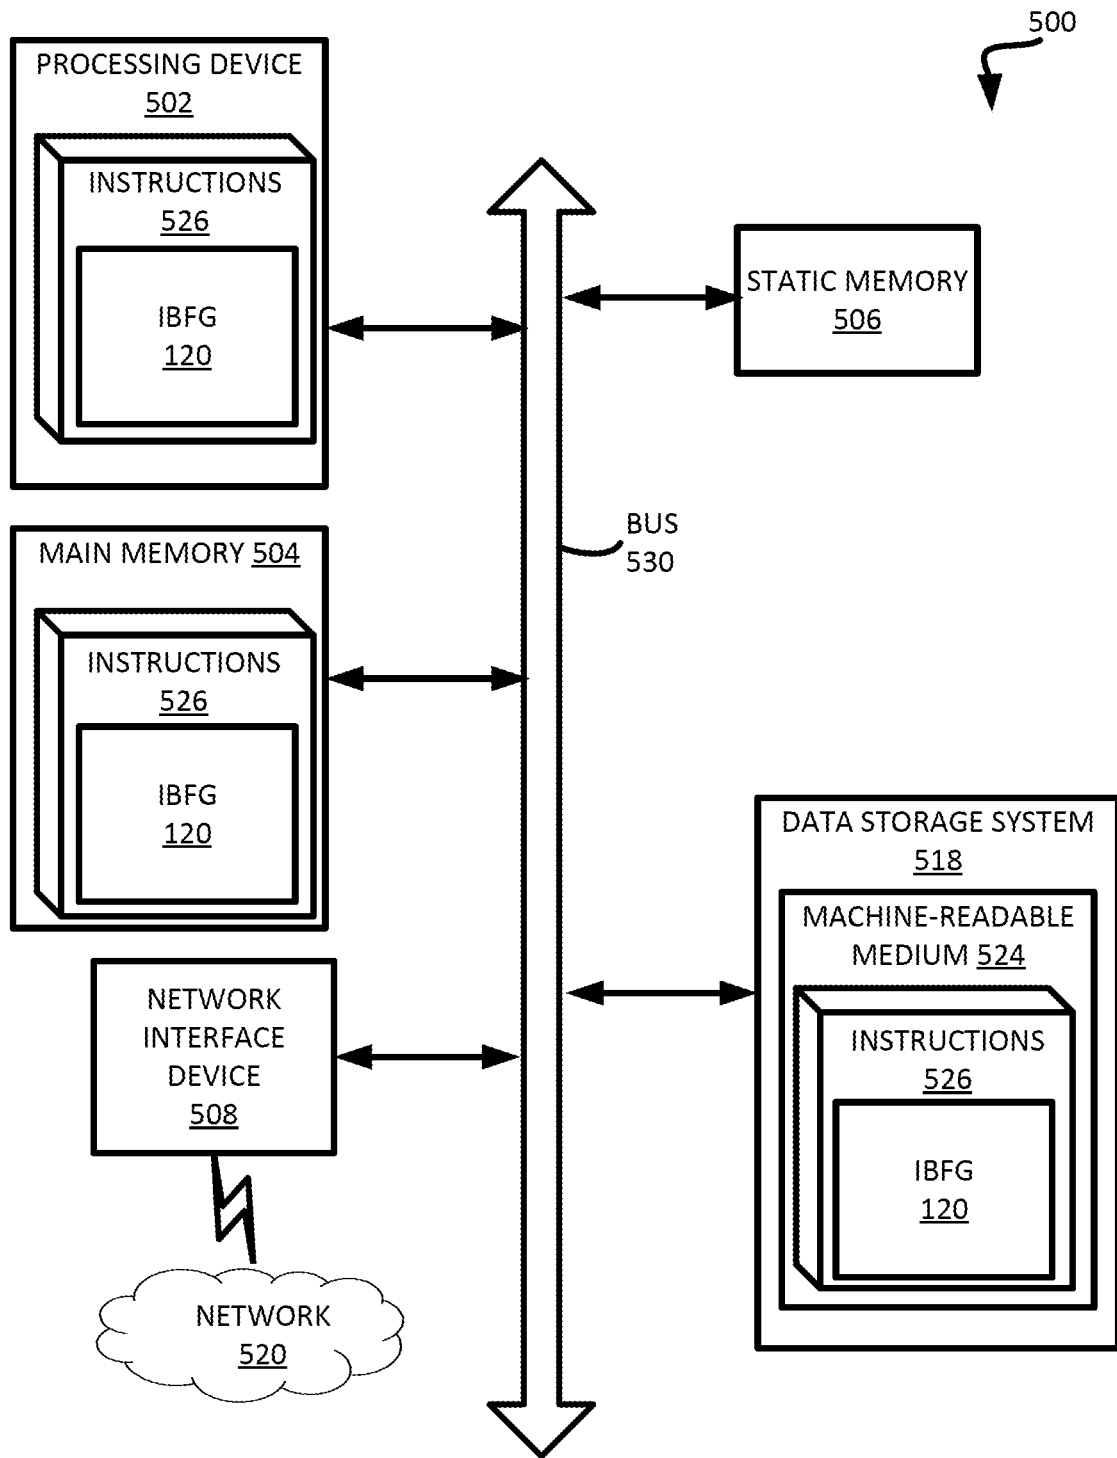 500
PROCESSING DEVICE
502
INSTRUCTIONS
526
IBFG
120
STATIC MEMORY
506
BUS
530
MAIN MEMORY 504
INSTRUCTIONS
526
IBFG
120
DATA STORAGE SYSTEM
518
MACHINE-READABLE
MEDIUM 524
INSTRUCTIONS
526
IBFG
120
NETWORK
INTERFACE
DEVICE
508
NETWORK
520